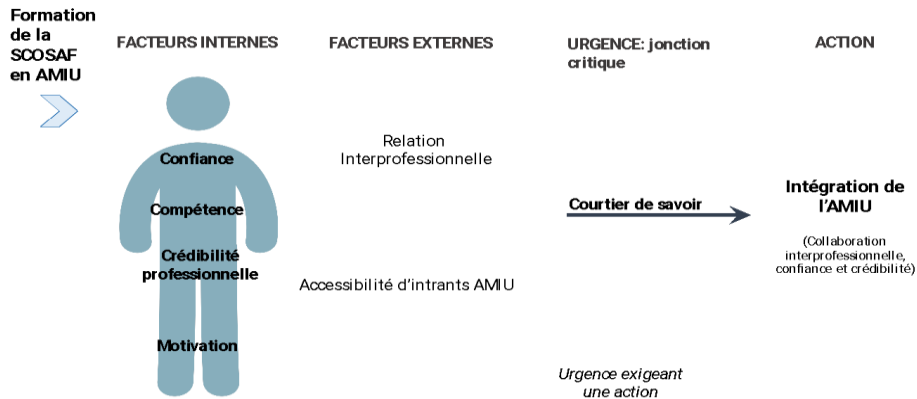 Formation
de la
SCOSAF
en AMIU
FACTEURS INTERNES
FACTEURS EXTERNES
URGENCE: jonction
critique
ACTION
Confiance
Compétence
Crédibilité
professionnelle
Motivation
Relation
Interprofessionnelle
Accessibilité d'intrants AMIU
Courtier de savoir
Urgence exigeant
une action
Intégration de
l'AMIU
(Collaboration
interprofessionnelle,
confiance et crédibilité)